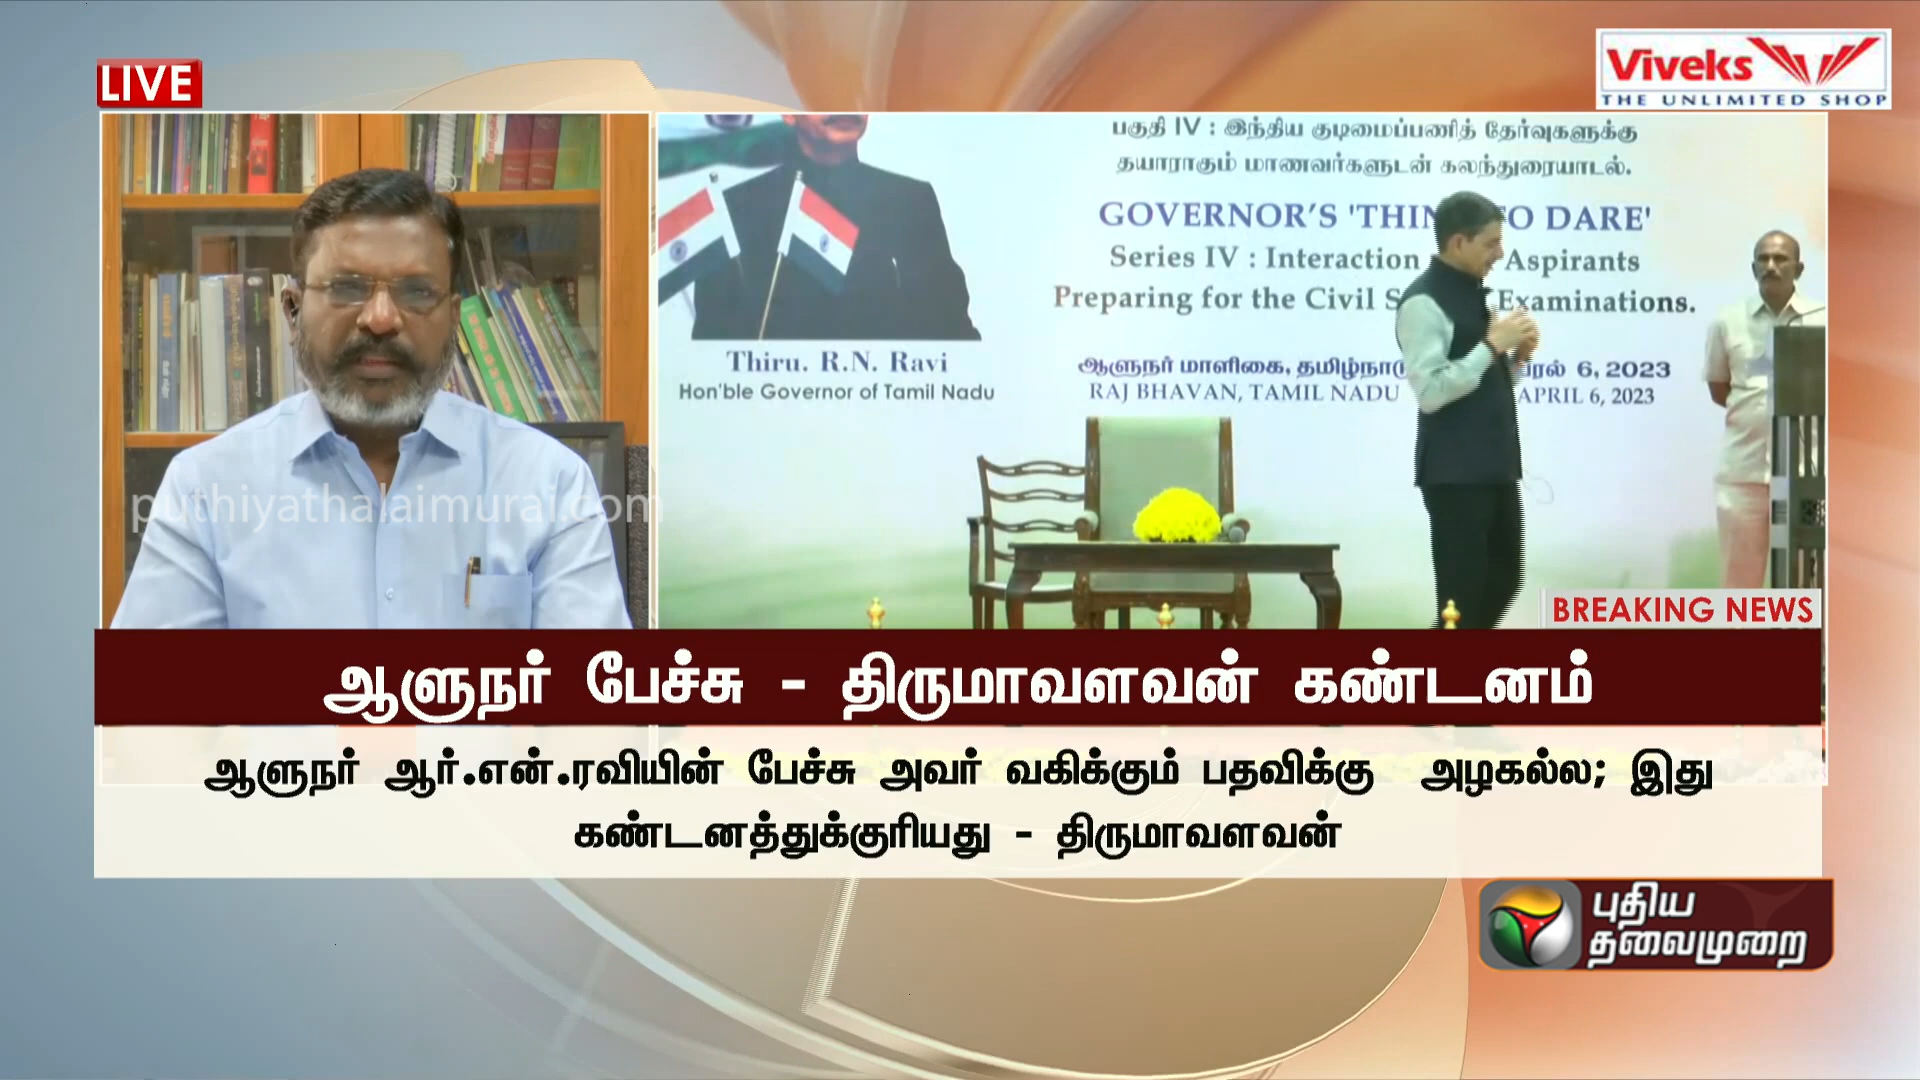 LIVE
Viveks
THE UNLIMITED SHOP
பகுதி IV : இந்திய குடிமைப்பணித் தேர்வுகளுக்கு
தயாராகும் மாணவர்களுடன் கலந்துரையாடல்.
GOVERNOR'S 'THIN TO DARE'
Series IV : Interaction Aspirants
Preparing for the Civil S Examinations.
Thiru. R.N. Ravi
Hon'ble Governor of Tamil Nadu
ஆளுநர் மாளிகை, தமிழ்நாடு 6, 2023
RAJ BHAVAN, TAMIL NADU APRIL 6, 2023
puthiyathalaimurai.com
BREAKING NEWS
ஆளுநர் பேச்சு - திருமாவளவன் கண்டனம்
ஆளுநர் ஆர்.என்.ரவியின் பேச்சு அவர் வகிக்கும் பதவிக்கு அழகல்ல; இது
கண்டனத்துக்குரியது - திருமாவளவன்
புதிய
தலைமுறை